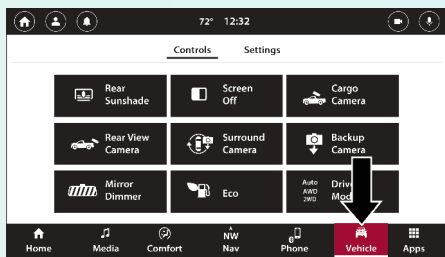 72° 12:32
Controls Settings
Rear
Sunshade
Screen
Off
Cargo
Camera
Rear View
Camera
Surround
Camera
Backup
Camera
Mirror
Dimmer
Eco
Auto
AWD
2WD
Home Media Comfort NW
Nav Phone Vehicle Apps